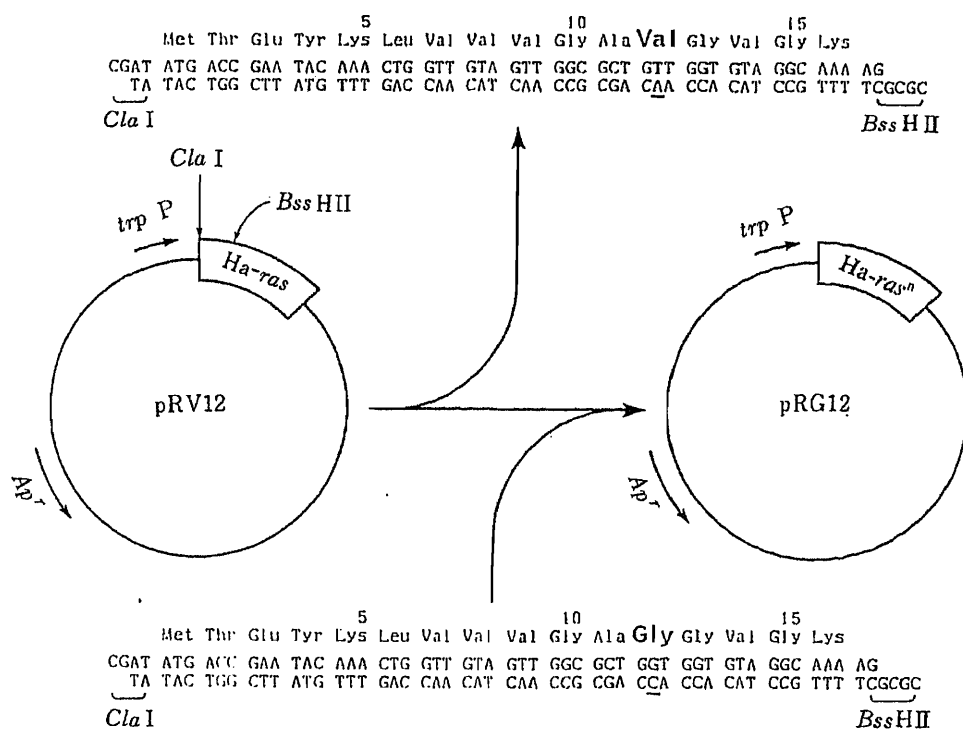 5 10 15
Met Thr Glu Tyr Lys Leu Val Val Val Gly Ala Val Gly Val Gly Lys
CGAT ATG ACC GAA TAC AAA CTG GTT GTA GTT GGC GCT GTT GGT GTA GGC AAA AG
TA TAC TGG CTT ATG TTT GAC CAA CAT CAA CCG CGA CAA CCA CAT CCG TTT TCGCGC
Cla I
BssHII
Cla I
trp P
BssHII
Ha-ras
pRV12
Apr
trp P
Ha-rasn
pRG12
Apr
5 10 15
Met Thr Glu Tyr Lys Leu Val Val Val Gly Ala Gly Gly Val Gly Lys
CGAT ATG ACC GAA TAC AAA CTG GTT GTA GTT GGC GCT GGT GGT GTA GGC AAA AG
TA TAC TGG CTT ATG TTT GAC CAA CAT CAA CCG CGA CCA CCA CAT CCG TTT TCGCGC
Cla I
BssHII